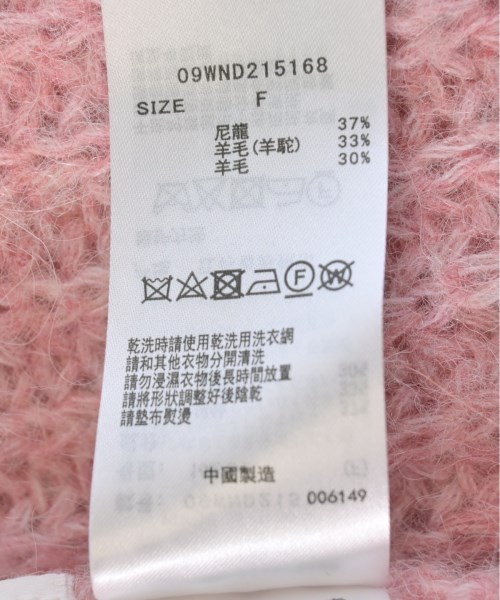 09WND215168
SIZE F
尼龍 37%
羊毛(羊駝) 33%
羊毛 30%
乾洗時請使用乾洗用洗衣網
請和其他衣物分開清洗
請勿浸濕衣物後長時間放置
請將形狀調整好後陰乾
請墊布熨燙
中國製造
006149